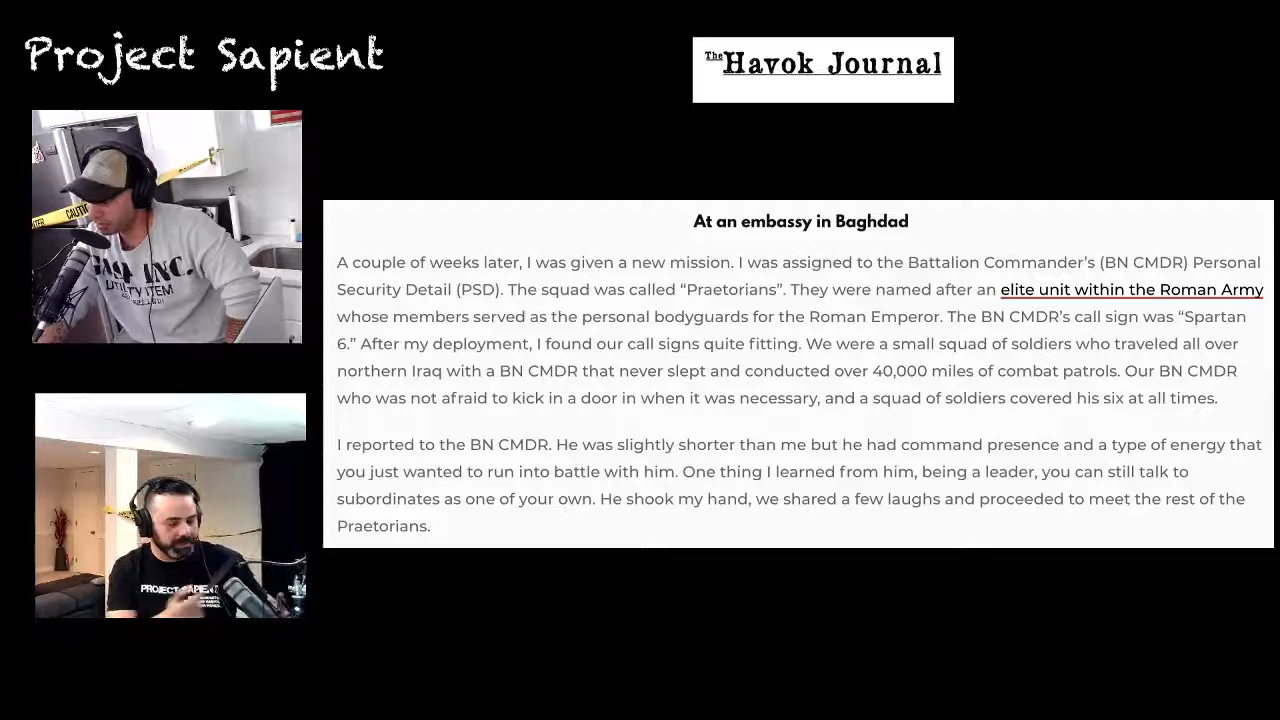 Project Sapient
The Havok Journal
CAUTI
INC.
PROJECT SAPIENT
At an embassy in Baghdad
A couple of weeks later, I was given a new mission. I was assigned to the Battalion Commander’s (BN CMDR) Personal
Security Detail (PSD). The squad was called “Praetorians”. They were named after an elite unit within the Roman Army
whose members served as the personal bodyguards for the Roman Emperor. The BN CMDR’s call sign was “Spartan
6.” After my deployment, I found our call signs quite fitting. We were a small squad of soldiers who traveled all over
northern Iraq with a BN CMDR that never slept and conducted over 40,000 miles of combat patrols. Our BN CMDR
who was not afraid to kick in a door in when it was necessary, and a squad of soldiers covered his six at all times.
I reported to the BN CMDR. He was slightly shorter than me but he had command presence and a type of energy that
you just wanted to run into battle with him. One thing I learned from him, being a leader, you can still talk to
subordinates as one of your own. He shook my hand, we shared a few laughs and proceeded to meet the rest of the
Praetorians.